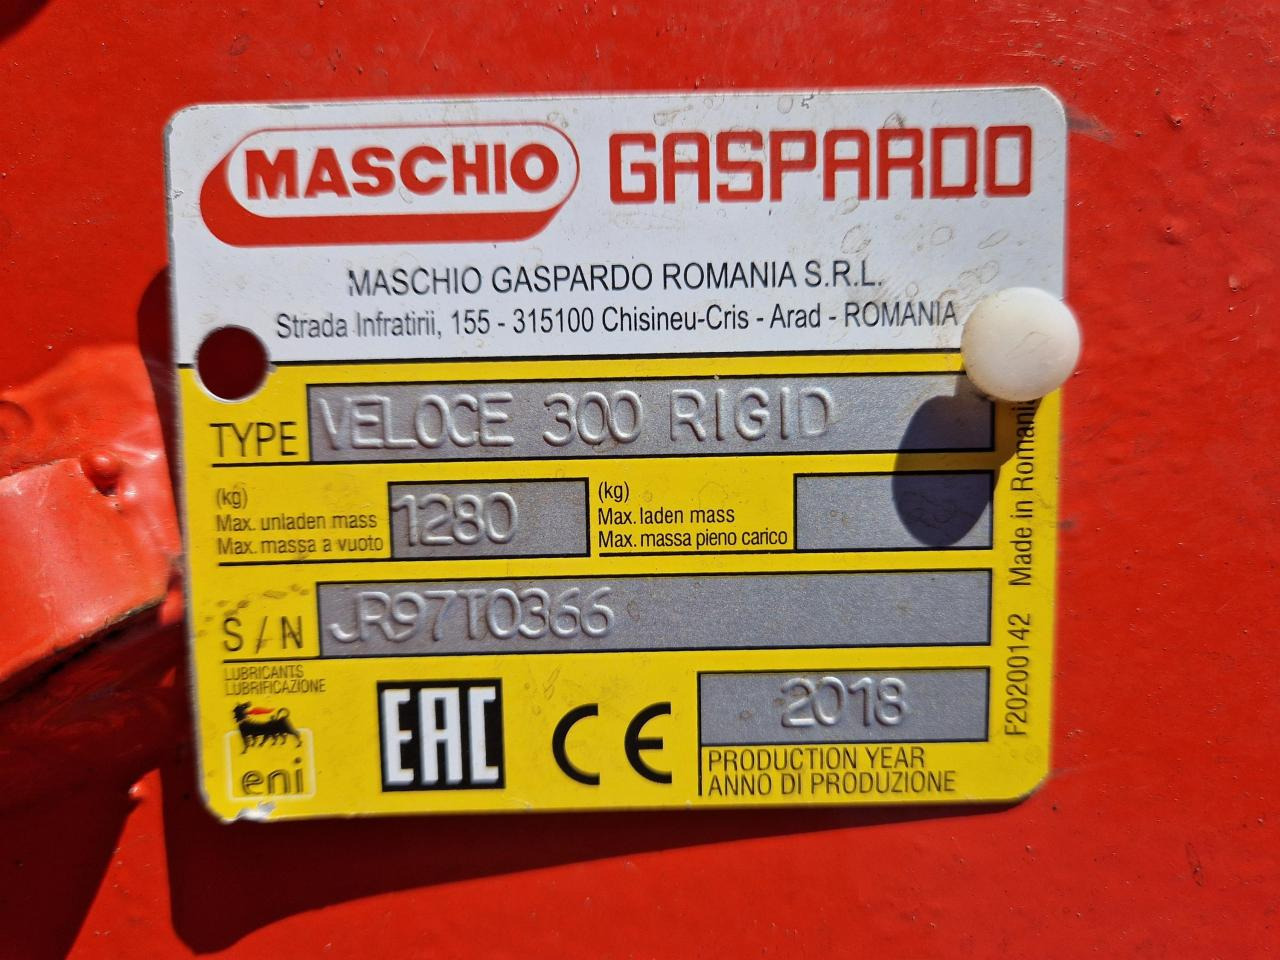 MASCHIO GASPARDO
MASCHIO GASPARDO ROMANIA S.R.L.
Strada Infratirii, 155 - 315100 Chisineu-Cris - Arad - ROMANIA
TYPE VELOCE 300 RIGID
(kg)
Max. unladen mass
Max. massa a vuoto
1280
(kg)
Max. laden mass
Max. massa pieno carico
S/N JR97T0366
LUBRICANTS
LUBRIFICAZIONE
eni
EAC
CE
2018
PRODUCTION YEAR
ANNO DI PRODUZIONE
F20200142 Made in Romania